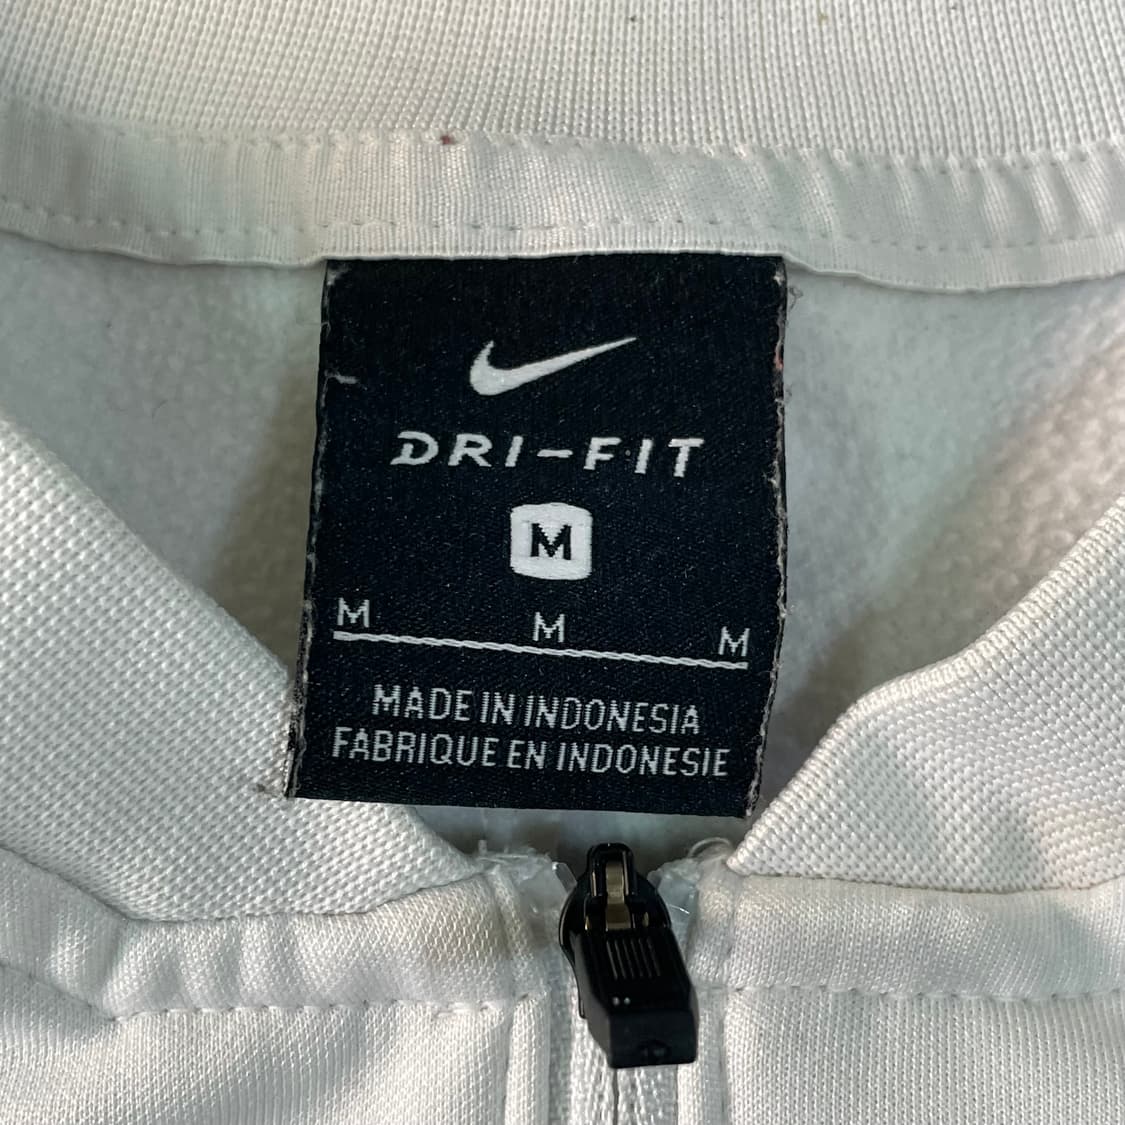 DRI-FIT
M
M M M
MADE IN INDONESIA
FABRIQUE EN INDONESIE